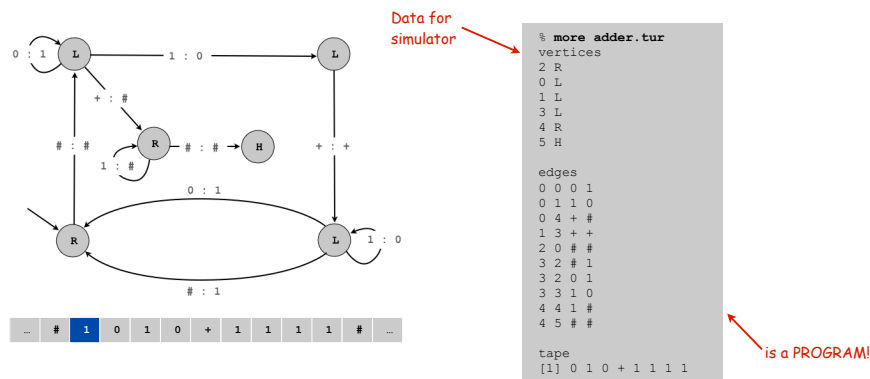 Data for
simulator
0 : 1
L
1 : 0
L
+ : #
# : #
R
# : #
H
+ : +
1 : #
0 : 1
R
L
1 : 0
# : 1
… # 1 0 1 0 + 1 1 1 1 # …
% more adder.tur
vertices
2 R
0 L
1 L
3 L
4 R
5 H
edges
0 0 0 1
0 1 1 0
0 4 + #
1 3 + +
2 0 # #
3 2 # 1
3 2 0 1
3 3 1 0
4 4 1 #
4 5 # #
tape
[1] 0 1 0 + 1 1 1 1
is a PROGRAM!